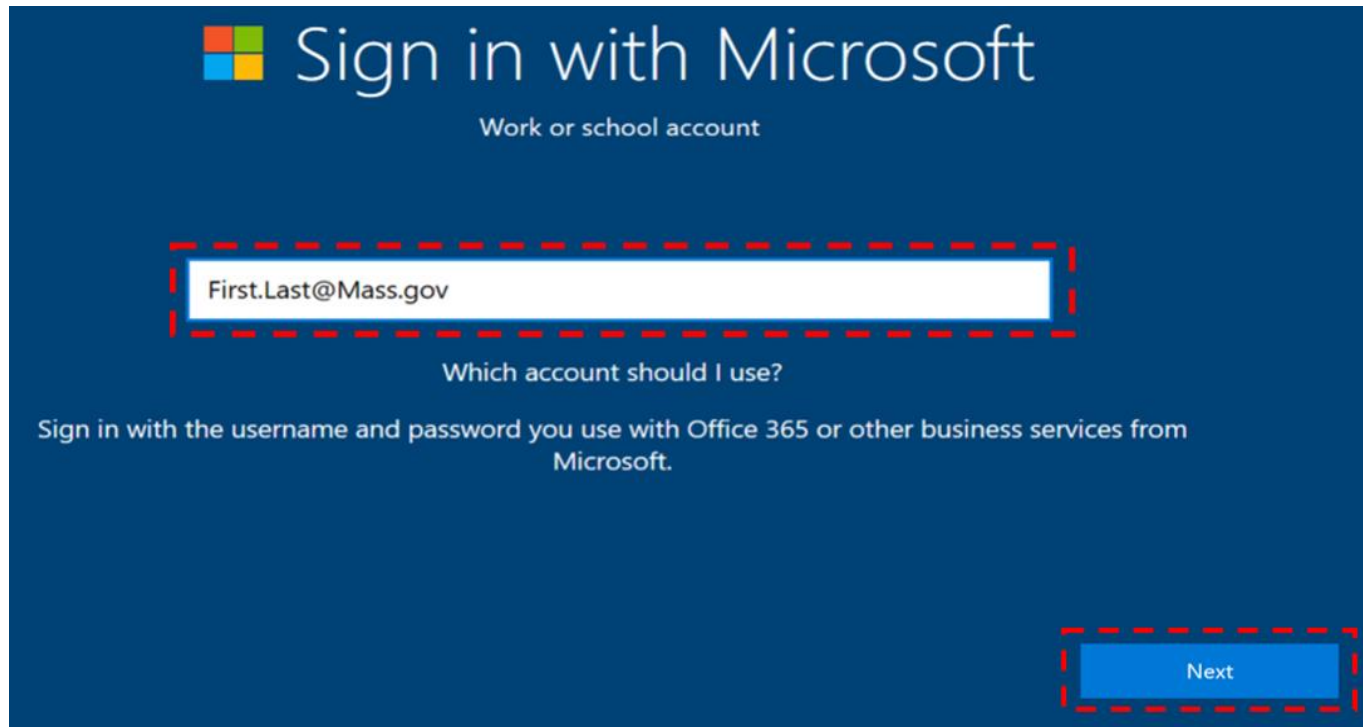 Sign in with Microsoft
Work or school account
First.Last@Mass.gov
Which account should I use?
Sign in with the username and password you use with Office 365 or other business services from
Microsoft.
Next